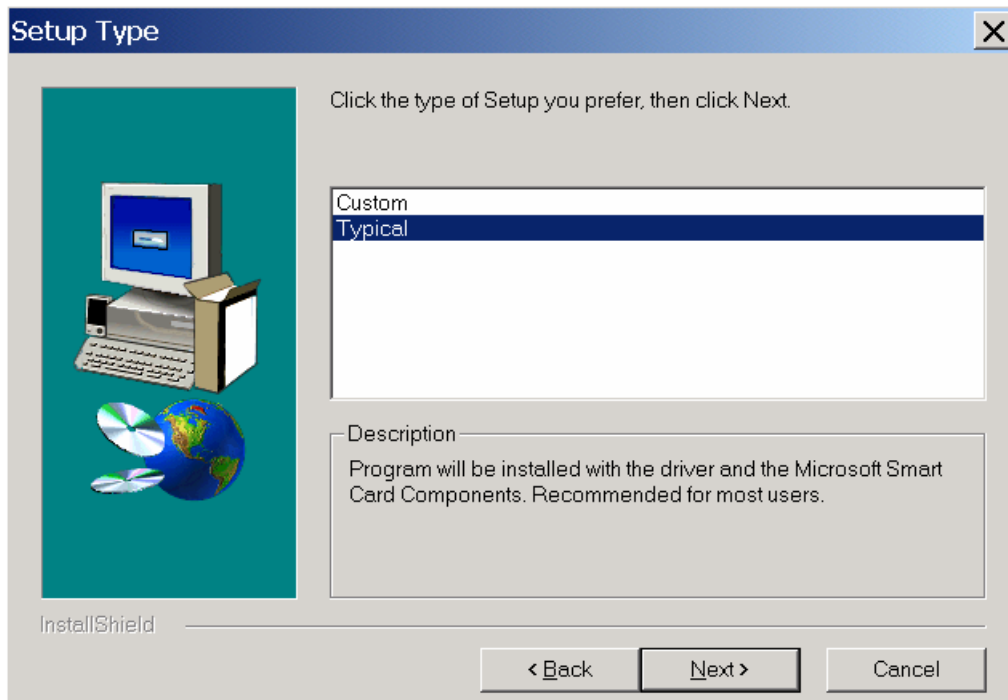 Setup Type
Click the type of Setup you prefer, then click Next.
Custom
Typical
Description
Program will be installed with the driver and the Microsoft Smart
Card Components. Recommended for most users.
InstallShield
< Back
Next >
Cancel